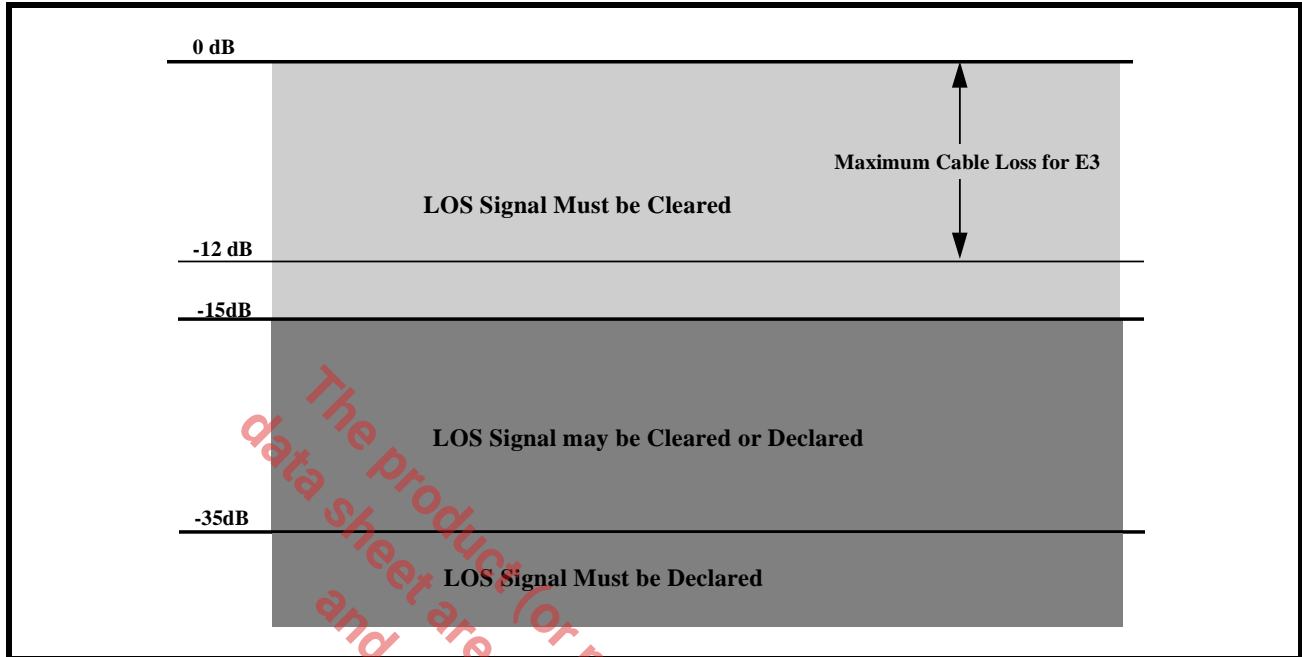 0 dB
Maximum Cable Loss for E3
LOS Signal Must be Cleared
-12 dB
-15dB
LOS Signal may be Cleared or Declared
-35dB
LOS Signal Must be Declared
The product (or
data sheet are
and